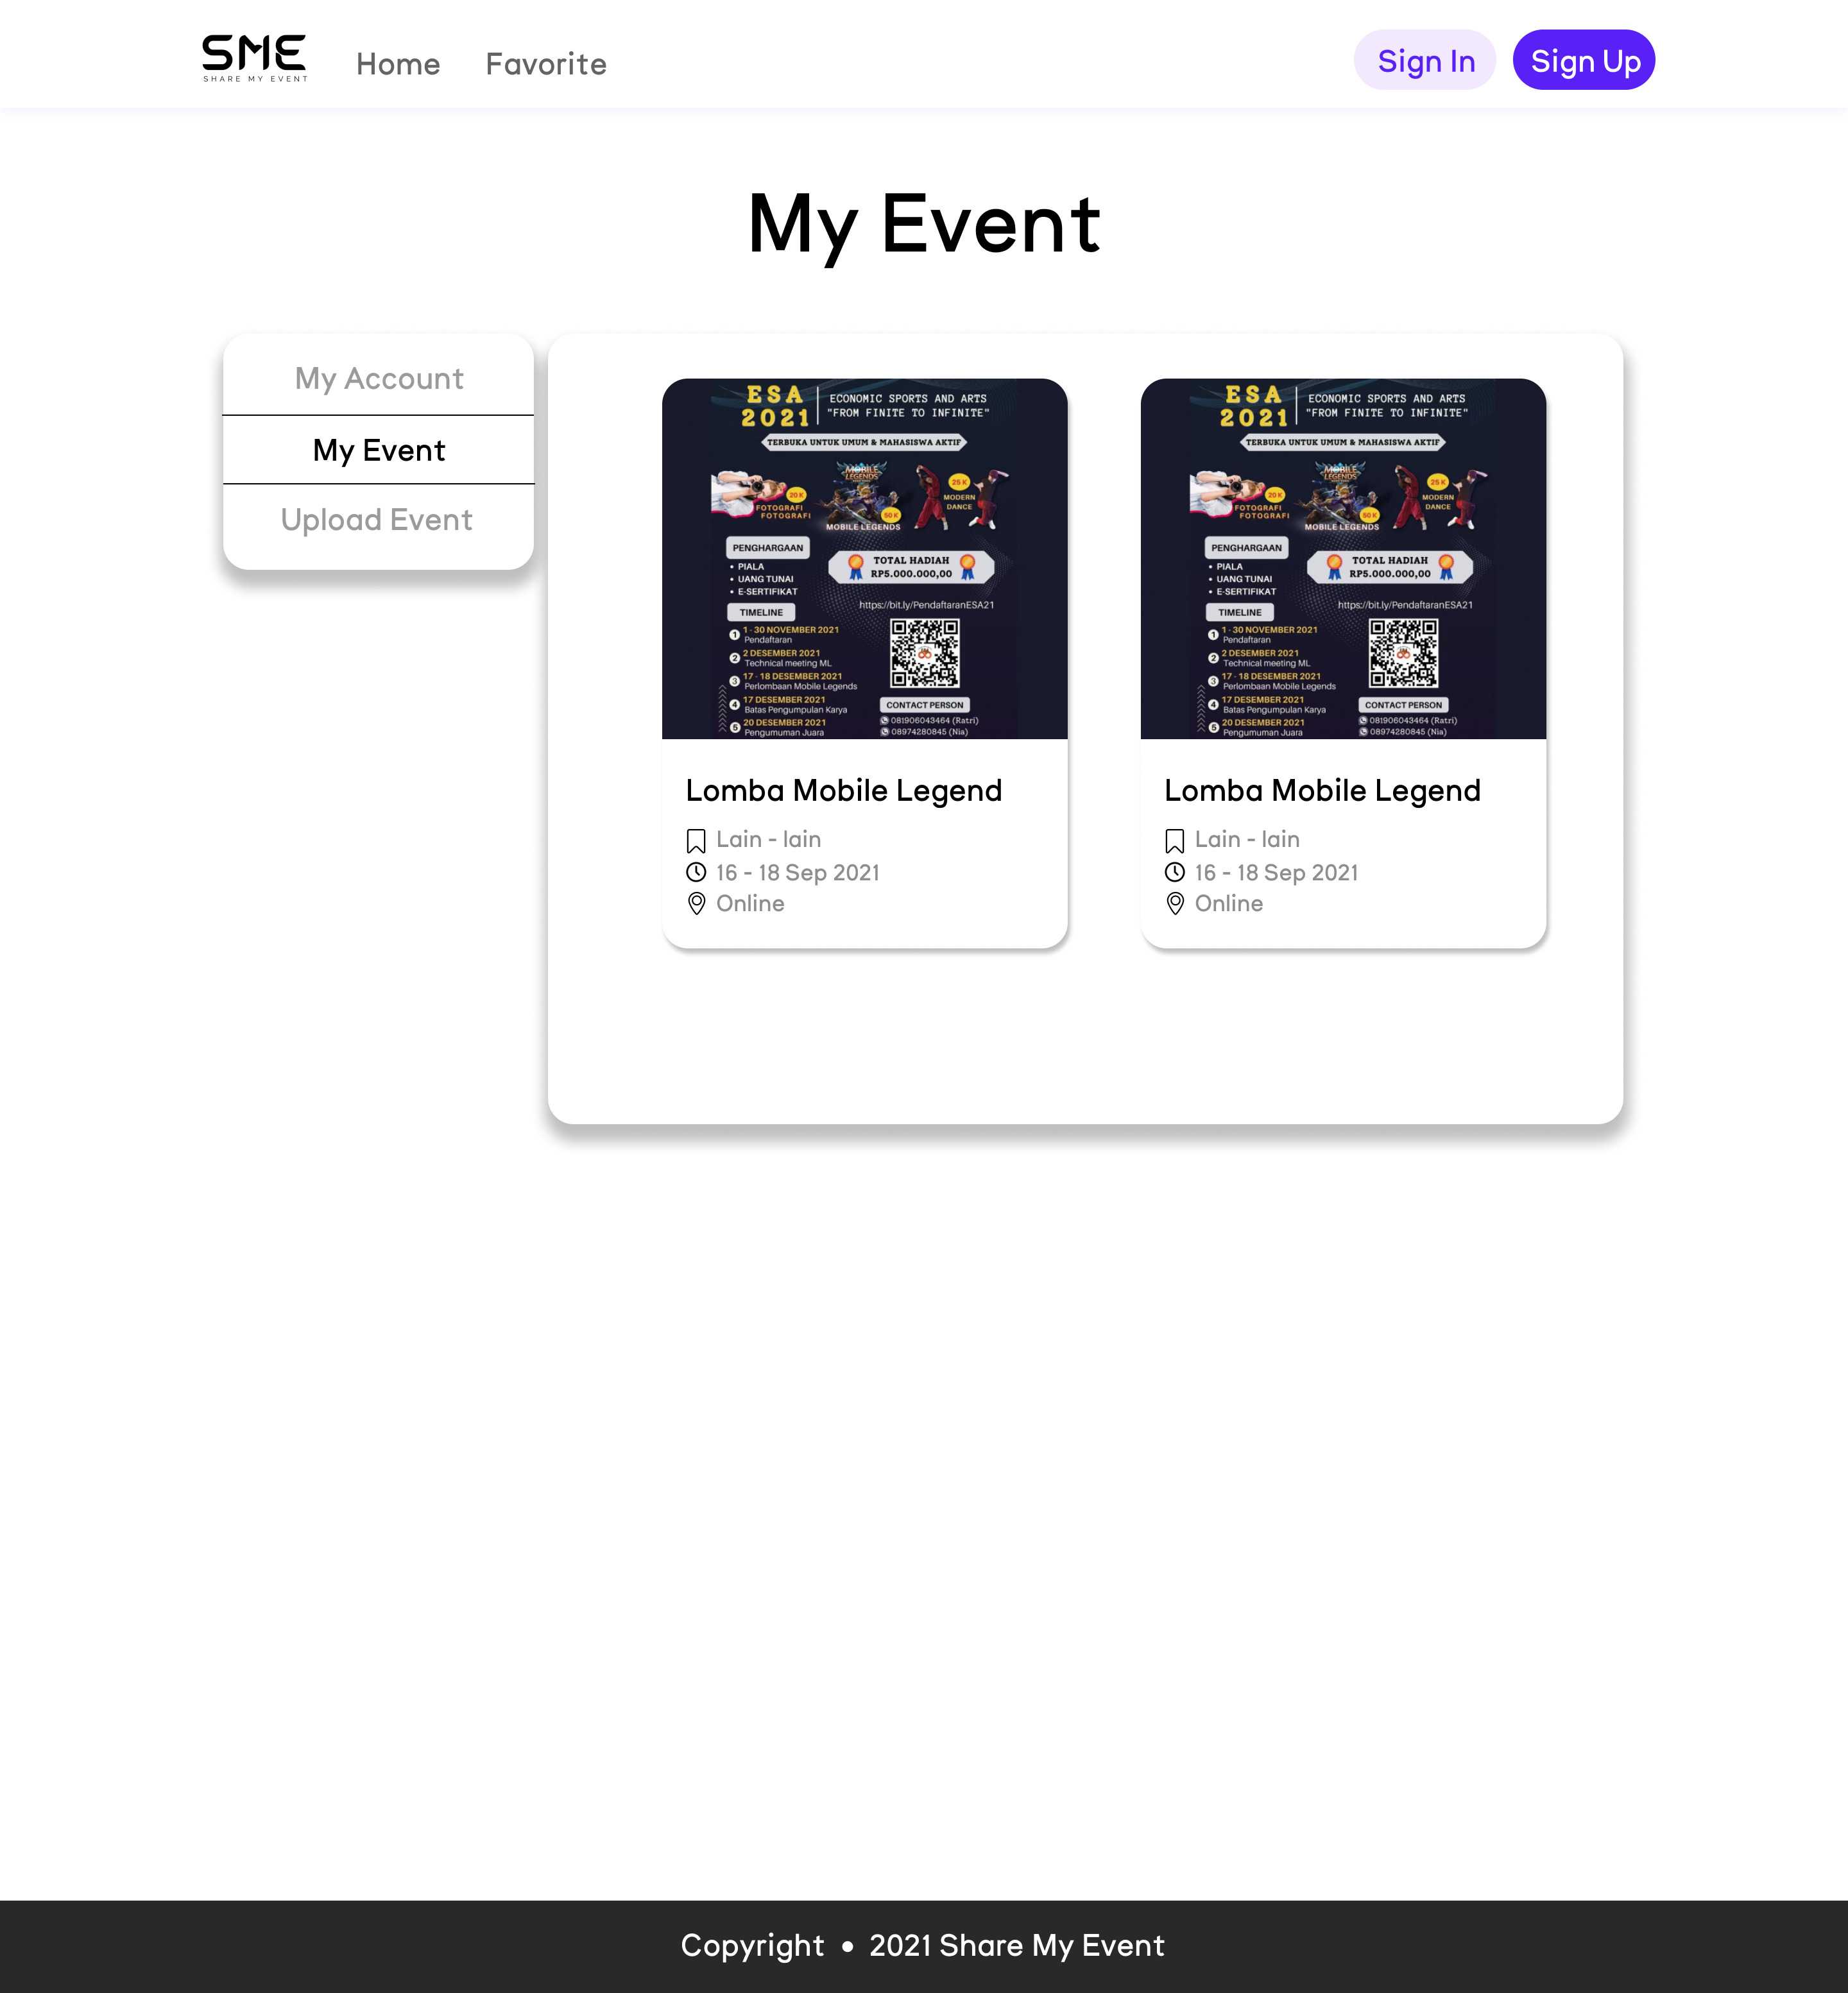 SME
SHARE MY EVENT
Home
Favorite
Sign In
Sign Up
My Event
My Account
My Event
Upload Event
ESA
2021
ECONOMIC SPORTS AND ARTS
"FROM FINITE TO INFINITE"
TERBUKA UNTUK UMUM & MAHASISWA AKTIF
20 K
FOTOGRAFI
FOTOGRAFI
MOBILE
LEGENDS
50 K
MOBILE LEGENDS
25 K
MODERN
DANCE
PENGHARGAAN
• PIALA
• UANG TUNAI
• E-SERTIFIKAT
TOTAL HADIAH
RP5.000.000,00
https://bit.ly/PendaftaranESA21
TIMELINE
1 1 - 30 NOVEMBER 2021
Pendaftaran
2 2 DESEMBER 2021
Technical meeting ML
3 17 - 18 DESEMBER 2021
Perlombaan Mobile Legends
4 17 DESEMBER 2021
Batas Pengumpulan Karya
5 20 DESEMBER 2021
Pengumuman Juara
CONTACT PERSON
081906043464 (Ratri)
08974280845 (Nia)
Lomba Mobile Legend
Lain - lain
16 - 18 Sep 2021
Online
ESA
2021
ECONOMIC SPORTS AND ARTS
"FROM FINITE TO INFINITE"
TERBUKA UNTUK UMUM & MAHASISWA AKTIF
20 K
FOTOGRAFI
FOTOGRAFI
MOBILE
LEGENDS
50 K
MOBILE LEGENDS
25 K
MODERN
DANCE
PENGHARGAAN
• PIALA
• UANG TUNAI
• E-SERTIFIKAT
TOTAL HADIAH
RP5.000.000,00
https://bit.ly/PendaftaranESA21
TIMELINE
1 1 - 30 NOVEMBER 2021
Pendaftaran
2 2 DESEMBER 2021
Technical meeting ML
3 17 - 18 DESEMBER 2021
Perlombaan Mobile Legends
4 17 DESEMBER 2021
Batas Pengumpulan Karya
5 20 DESEMBER 2021
Pengumuman Juara
CONTACT PERSON
081906043464 (Ratri)
08974280845 (Nia)
Lomba Mobile Legend
Lain - lain
16 - 18 Sep 2021
Online
Copyright • 2021 Share My Event